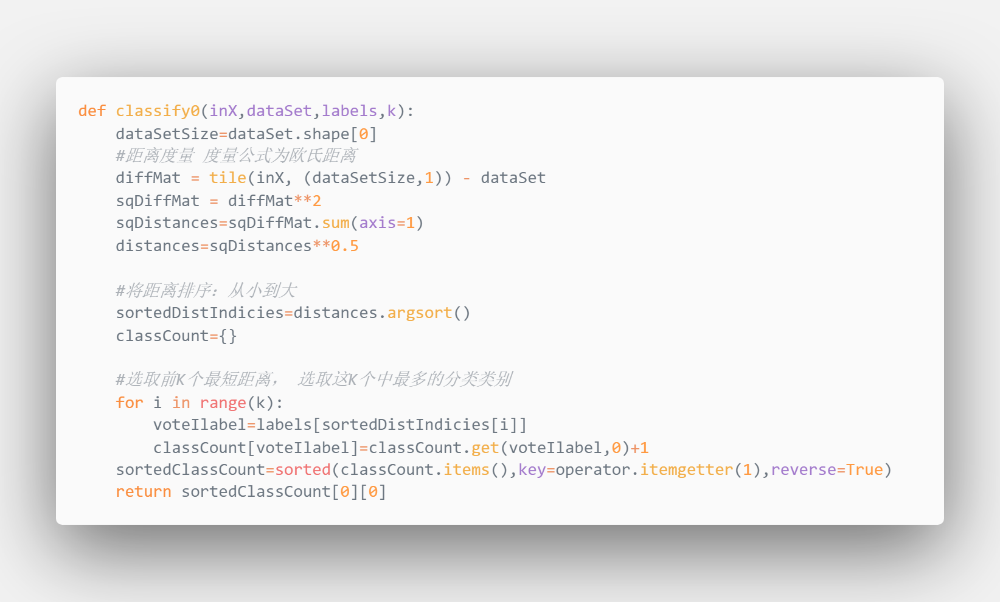 def classify0(inX,dataSet,labels,k):
    dataSetSize=dataSet.shape[0]
    #距离度量 度量公式为欧氏距离
    diffMat = tile(inX, (dataSetSize,1)) - dataSet
    sqDiffMat = diffMat**2
    sqDistances=sqDiffMat.sum(axis=1)
    distances=sqDistances**0.5

    #将距离排序：从小到大
    sortedDistIndicies=distances.argsort()
    classCount={}

    #选取前K个最短距离， 选取这K个中最多的分类类别
    for i in range(k):
        voteIlabel=labels[sortedDistIndicies[i]]
        classCount[voteIlabel]=classCount.get(voteIlabel,0)+1
    sortedClassCount=sorted(classCount.items(),key=operator.itemgetter(1),reverse=True)
    return sortedClassCount[0][0]